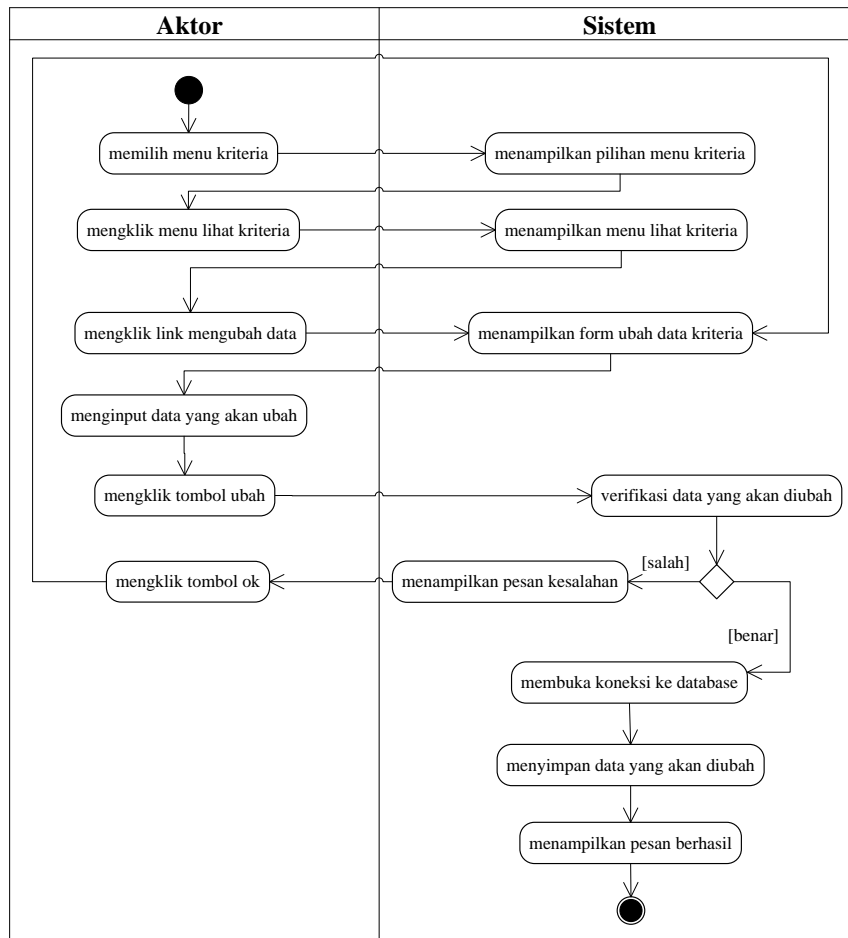 Aktor
Sistem
memilih menu kriteria
menampilkan pilihan menu kriteria
mengklik menu lihat kriteria
menampilkan menu lihat kriteria
mengklik link mengubah data
menampilkan form ubah data kriteria
menginput data yang akan ubah
mengklik tombol ubah
verifikasi data yang akan diubah
[salah]
mengklik tombol ok
menampilkan pesan kesalahan
[benar]
membuka koneksi ke database
menyimpan data yang akan diubah
menampilkan pesan berhasil